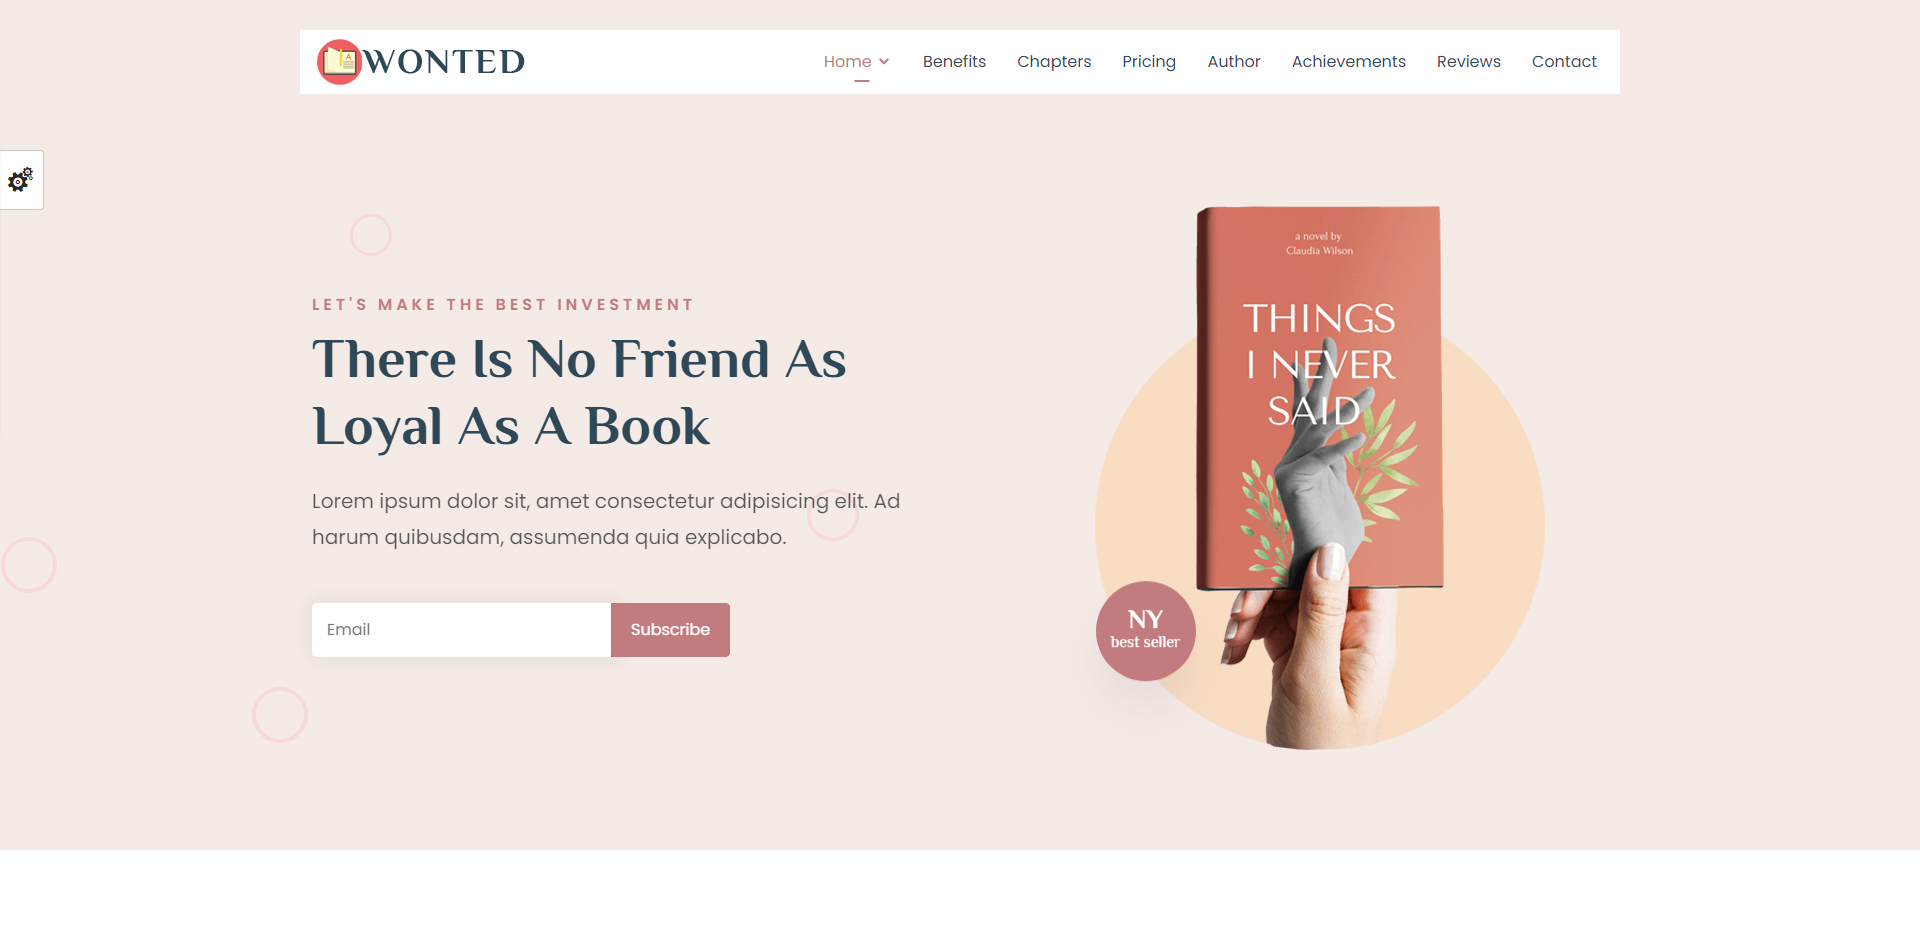 WONTED
Home Benefits Chapters Pricing Author Achievements Reviews Contact
LET'S MAKE THE BEST INVESTMENT
There Is No Friend As
Loyal As A Book
Lorem ipsum dolor sit, amet consectetur adipisicing elit. Ad
harum quibusdam, assumenda quia explicabo.
Email Subscribe
a novel by
Claudia Wilson
THINGS
I NEVER
SAID
NY
best seller